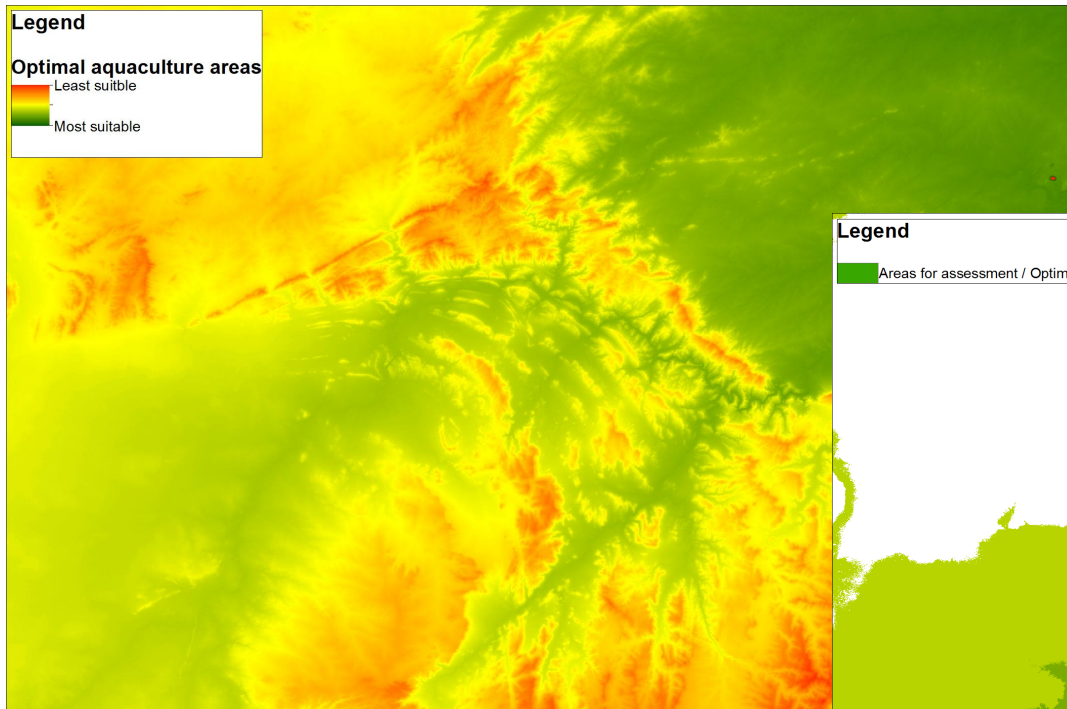 Legend
Optimal aquaculture areas
Least suitble
Most suitable
Legend
Areas for assessment / Optim